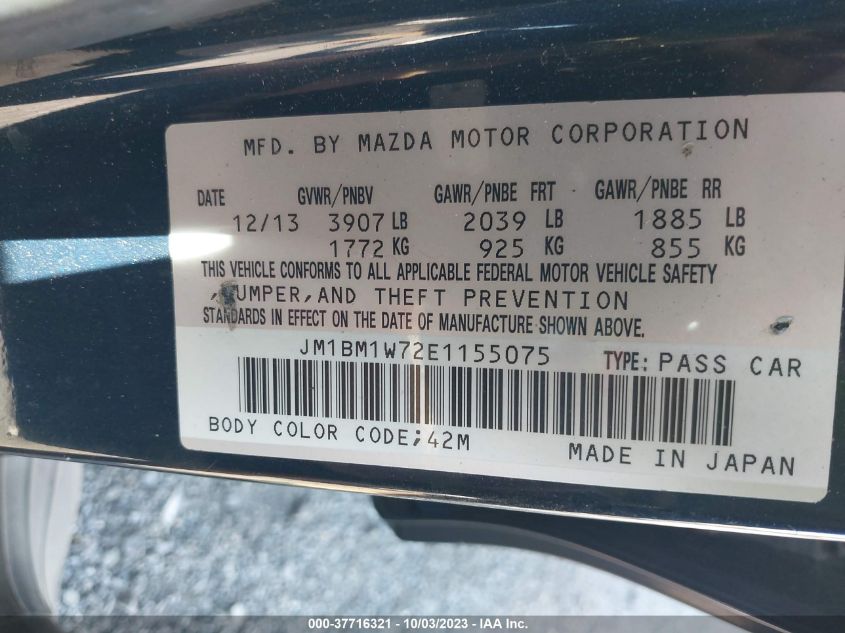 MFD. BY MAZDA MOTOR CORPORATION
DATE GVWR/PNBV GAWR/PNBE FRT GAWR/PNBE RR
12/13 3907 LB 2039 LB 1885 LB
1772 KG 925 KG 855 KG
THIS VEHICLE CONFORMS TO ALL APPLICABLE FEDERAL MOTOR VEHICLE SAFETY
,BUMPER,AND THEFT PREVENTION
STANDARDS IN EFFECT ON THE DATE OF MANUFACTURE SHOWN ABOVE.
JM1BM1W72E1155075 TYPE: PASS CAR
BODY COLOR CODE;42M
MADE IN JAPAN
000-37716321 - 10/03/2023 - IAA Inc.